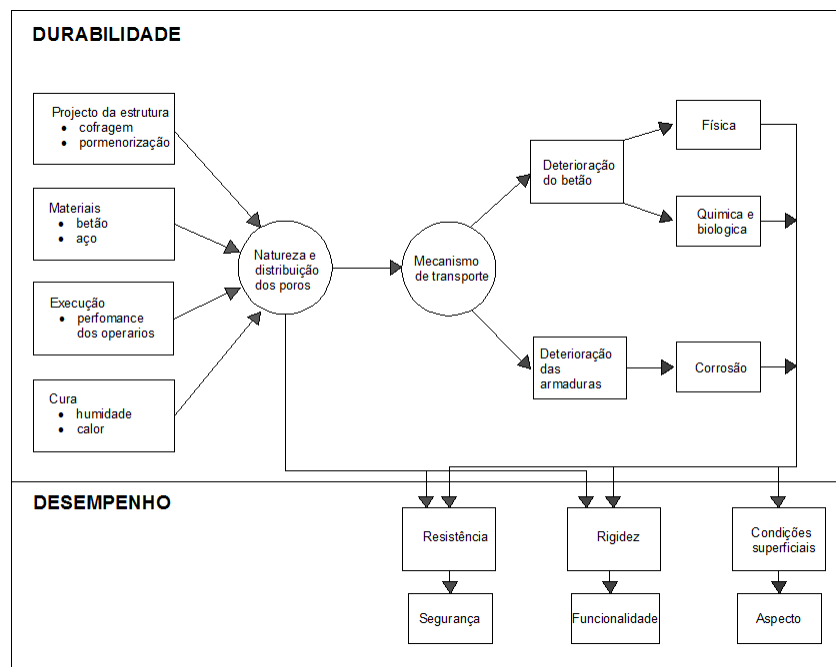 DURABILIDADE
Projecto da estrutura
• cofragem
• pormenorização
Materiais
• betão
• aço
Execução
• perfomance
dos operarios
Cura
• humidade
• calor
Natureza e
distribuição
dos poros
Mecanismo
de transporte
Deterioração
do betão
Física
Quimica e
biologica
Deterioração
das
armaduras
Corrosão
DESEMPENHO
Resistência
Rigidez
Condições
superficiais
Segurança
Funcionalidade
Aspecto